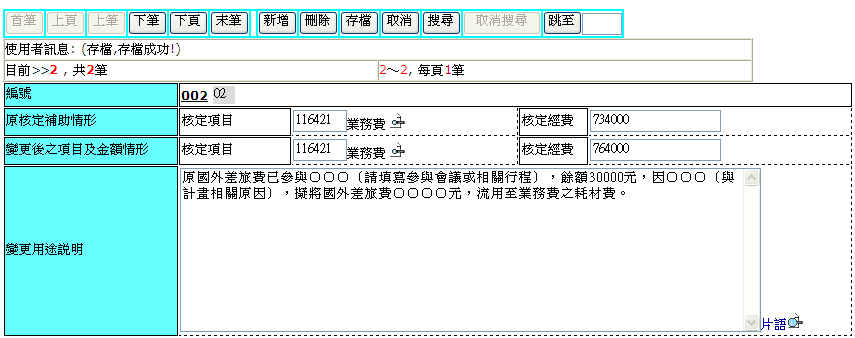 首筆 上頁 上筆 下筆 下頁 末筆 新增 刪除 存檔 取消 搜尋 取消搜尋 跳至
使用者訊息: (存檔,存檔成功!)
目前>>2 , 共2筆 2～2, 每頁1筆
編號 002 02
原核定補助情形 核定項目 116421 業務費 核定經費 734000
變更後之項目及金額情形 核定項目 116421 業務費 核定經費 764000
變更用途說明
原國外差旅費已參與○○○（請填寫參與會議或相關行程），餘額30000元，因○○○（與
計畫相關原因），擬將國外差旅費○○○○元，流用至業務費之耗材費。
片語